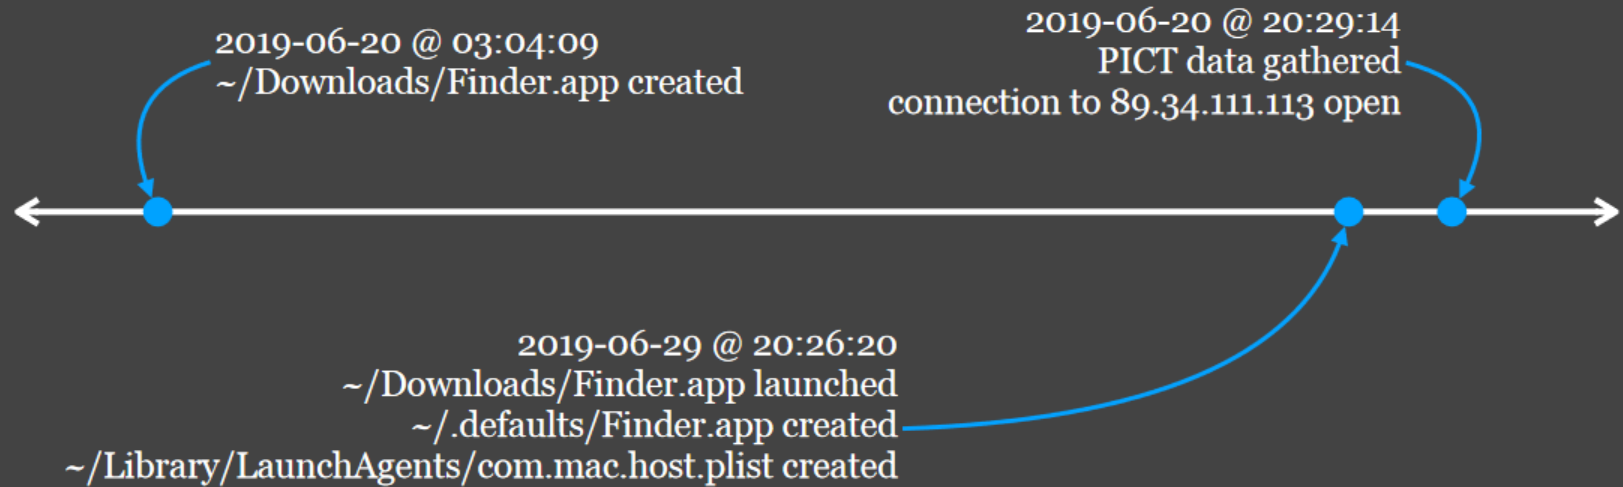 2019-06-20 @ 03:04:09
~/Downloads/Finder.app created
2019-06-20 @ 20:29:14
PICT data gathered
connection to 89.34.111.113 open
2019-06-29 @ 20:26:20
~/Downloads/Finder.app launched
~/.defaults/Finder.app created
~/Library/LaunchAgents/com.mac.host.plist created